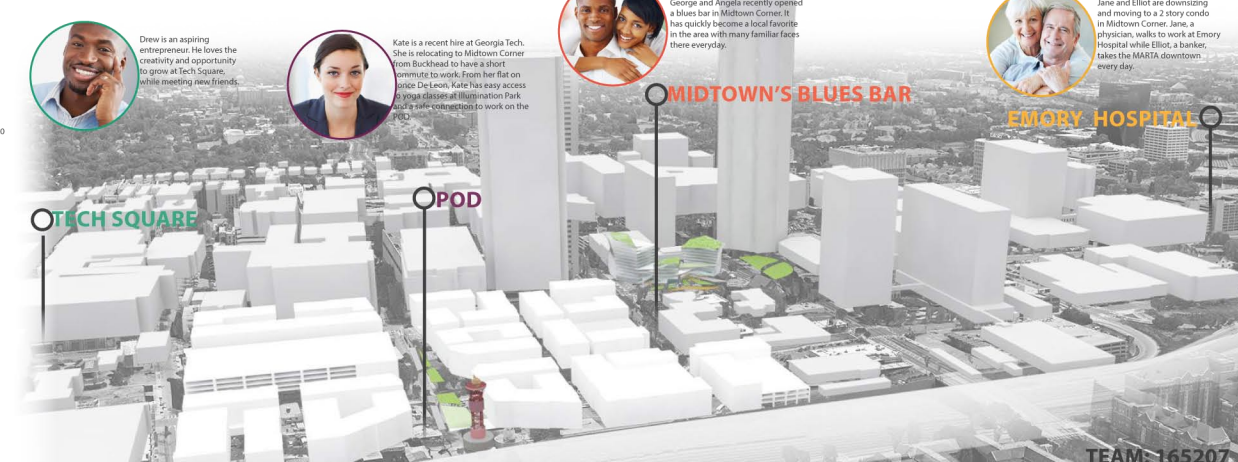 Drew is an aspiring
entrepreneur. He loves the
creativity and opportunity
to grow at Tech Square,
while meeting new friends.
Kate is a recent hire at Georgia Tech.
She is relocating to Midtown Corner
from Buckhead to have a short
commute to work. From her flat on
Ponce De Leon, Kate has easy access
to yoga classes at illumination Park
and a safe connection to work on the
POD.
George and Angela recently opened
a blues bar in Midtown Corner. It
has quickly become a local favorite
in the area with many familiar faces
there everyday.
Jane and Elliot are downsizing
and moving to a 2 story condo
in Midtown Corner. Jane, a
physician, walks to work at Emory
Hospital while Elliot, a banker,
takes the MARTA downtown
every day.
0
MIDTOWN'S BLUES BAR
EMORY HOSPITAL
POD
TECH SQUARE
TEAM: 165207